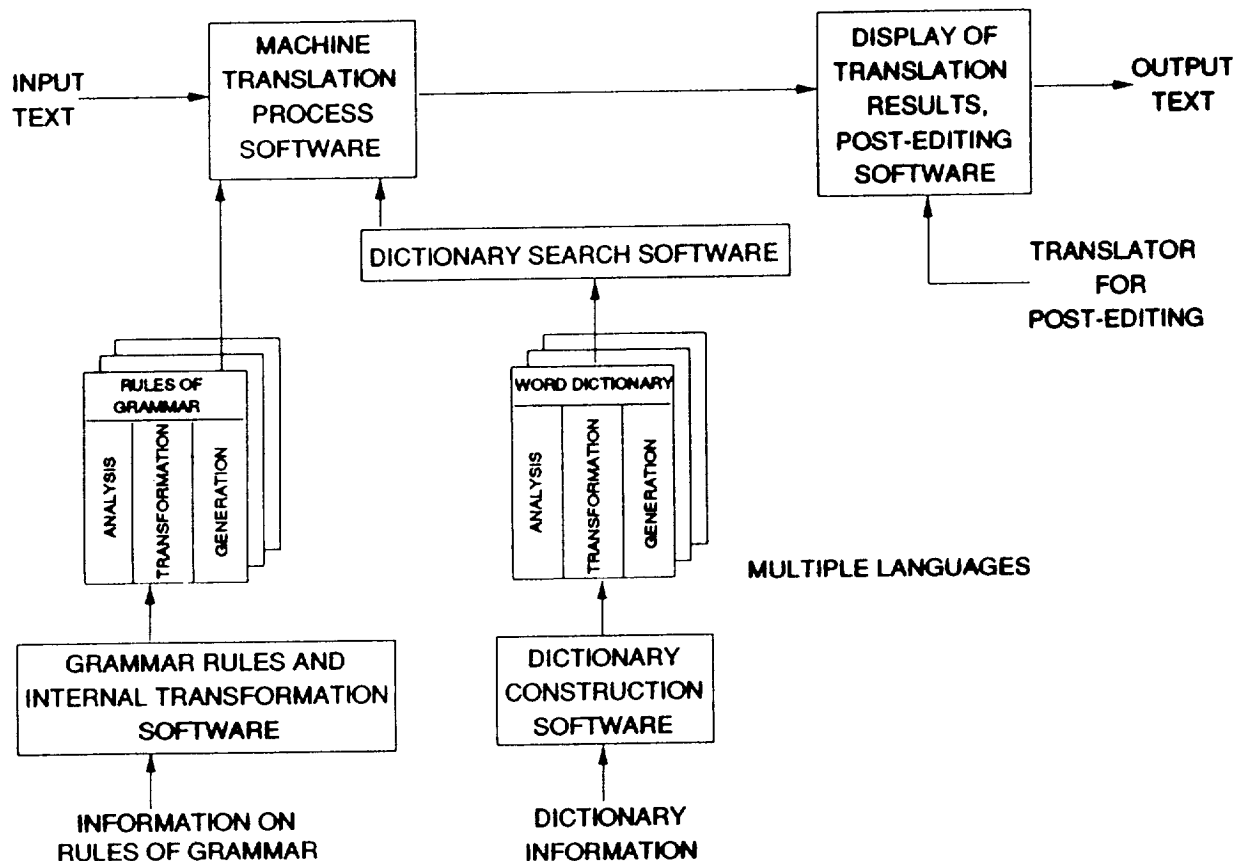 MACHINE
TRANSLATION
PROCESS
SOFTWARE
DISPLAY OF
TRANSLATION
RESULTS,
POST-EDITING
SOFTWARE
INPUT
TEXT
OUTPUT
TEXT
DICTIONARY SEARCH SOFTWARE
TRANSLATOR
FOR
POST-EDITING
RULES OF
GRAMMAR
ANALYSIS
TRANSFORMATION
GENERATION
WORD DICTIONARY
ANALYSIS
TRANSFORMATION
GENERATION
MULTIPLE LANGUAGES
GRAMMAR RULES AND
INTERNAL TRANSFORMATION
SOFTWARE
DICTIONARY
CONSTRUCTION
SOFTWARE
INFORMATION ON
RULES OF GRAMMAR
DICTIONARY
INFORMATION